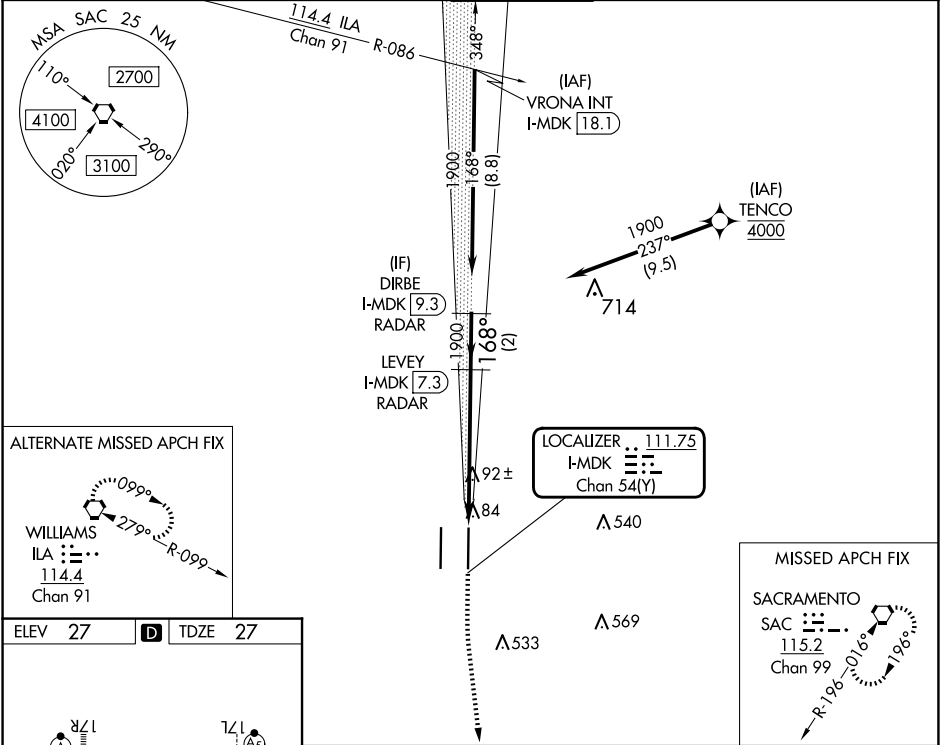 MSA SAC 25 NM
110°
2700
4100
020°
3100
290°
114.4 ILA
Chan 91
R-086
348°
(IAF)
VRONA INT
I-MDK 18.1
1900
168°
(8.8)
(IAF)
TENCO
4000
1900
237°
(9.5)
714
(IF)
DIRBE
I-MDK 9.3
RADAR
1900
168°
(2)
LEVEY
I-MDK 7.3
RADAR
LOCALIZER 111.75
I-MDK
Chan 54(Y)
92±
84
540
569
533
ALTERNATE MISSED APCH FIX
099°
279°
R-099
WILLIAMS
ILA
114.4
Chan 91
MISSED APCH FIX
SACRAMENTO
SAC
115.2
Chan 99
R-196
016°
196°
ELEV 27
D
TDZE 27
17R
17L
A
A5